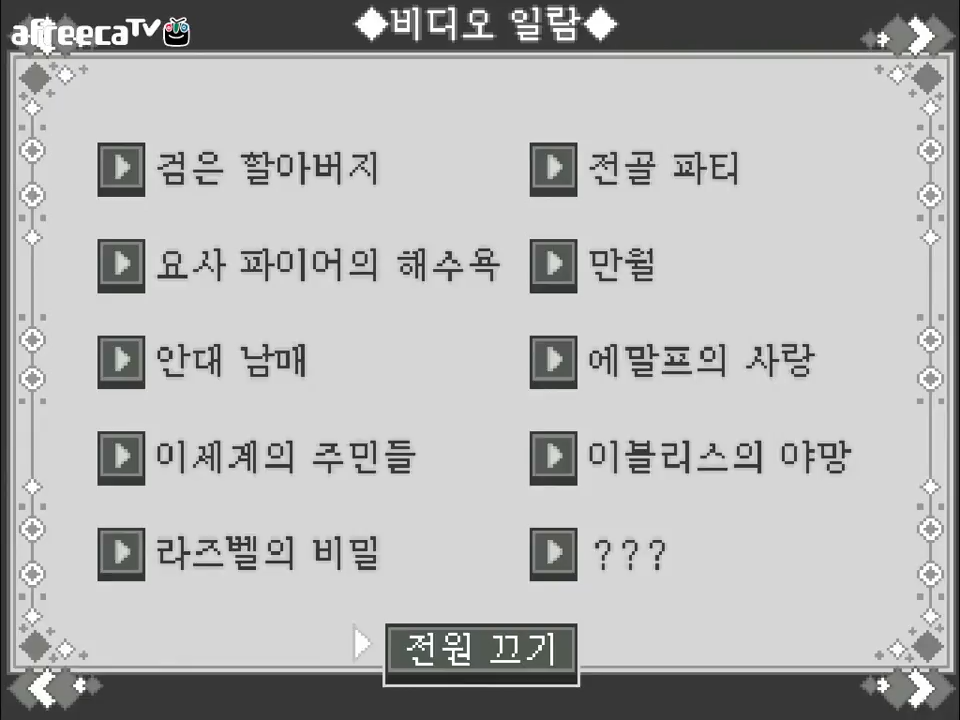 afreecaTV
◆비디오 일람◆
검은 할아버지
전골 파티
요사 파이어의 해수욕
만월
안대 남매
에말프의 사랑
이세계의 주민들
이블리스의 야망
라즈벨의 비밀
???
전원 끄기